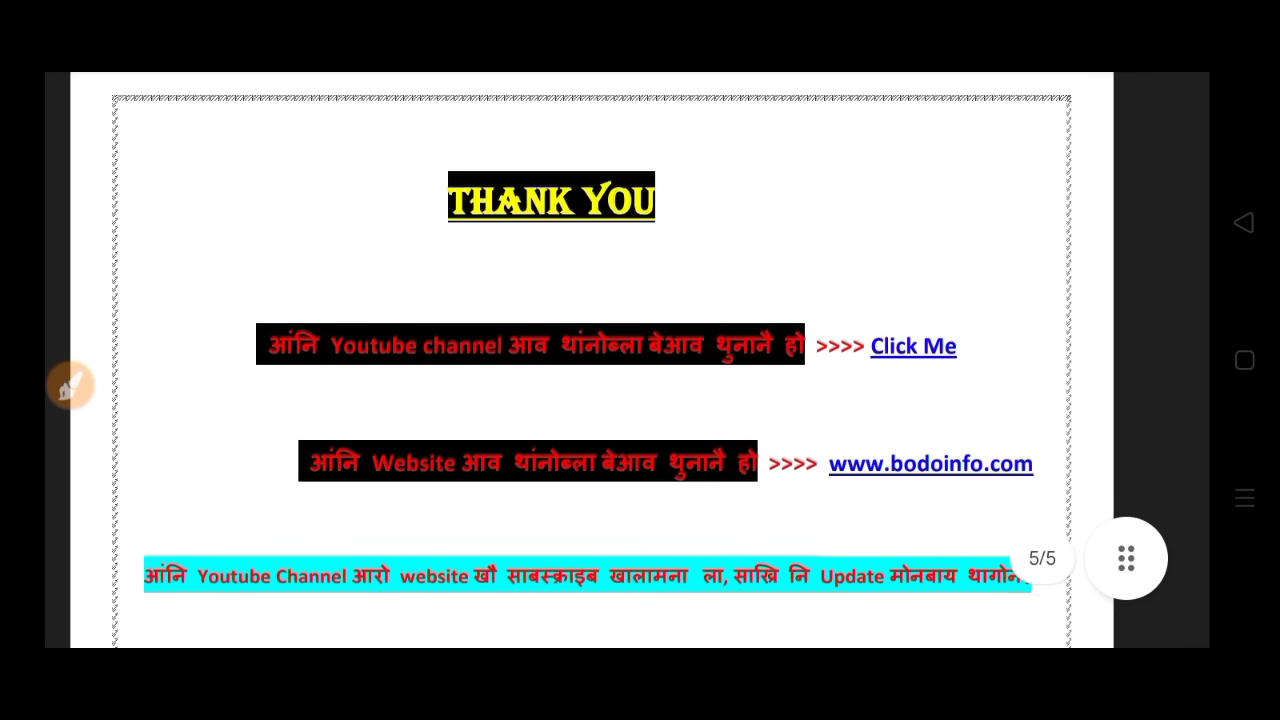 THANK YOU
आंनि Youtube channel आव थांनोब्ला बेआव थुनानै हो >>>> Click Me
आंनि Website आव थांनोब्ला बेआव थुनानै हो >>>> www.bodoinfo.com
आंनि Youtube Channel आरो website खौ साबस्क्राइब खालामना ला, साख्रि नि Update मोनबाय
5/5